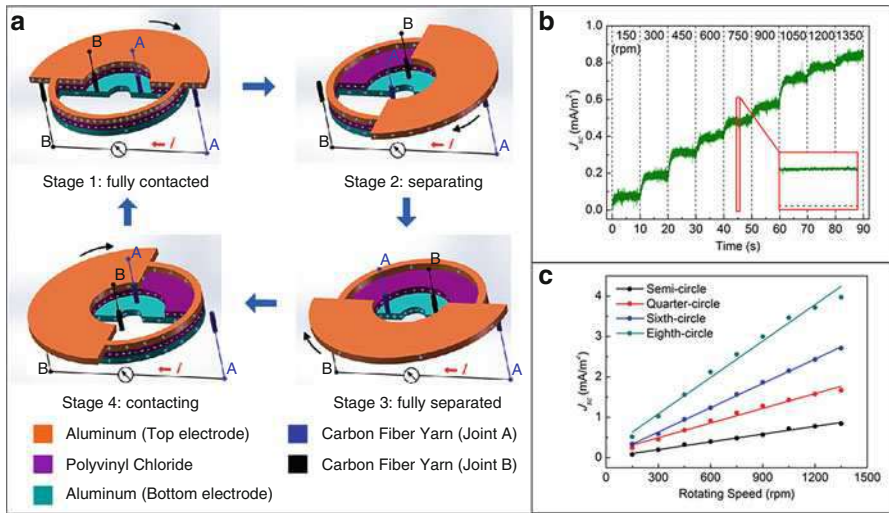 a
B
A
B
I
A
Stage 1: fully contacted
B
I
A
Stage 2: separating
A
B
B
I
A
Stage 4: contacting
A
B
B
I
A
Stage 3: fully separated
Aluminum (Top electrode)
Polyvinyl Chloride
Aluminum (Bottom electrode)
Carbon Fiber Yarn (Joint A)
Carbon Fiber Yarn (Joint B)
b
1.0
0.8
0.6
0.4
0.2
0.0
Jsc (mA/m²)
150 300 450 600 750 900 1050 1200 1350
(rpm)
0 10 20 30 40 50 60 70 80 90
Time (s)
c
4
3
2
1
0
Jsc (mA/m²)
Semi-circle
Quarter-circle
Sixth-circle
Eighth-circle
0 300 600 900 1200 1500
Rotating Speed (rpm)